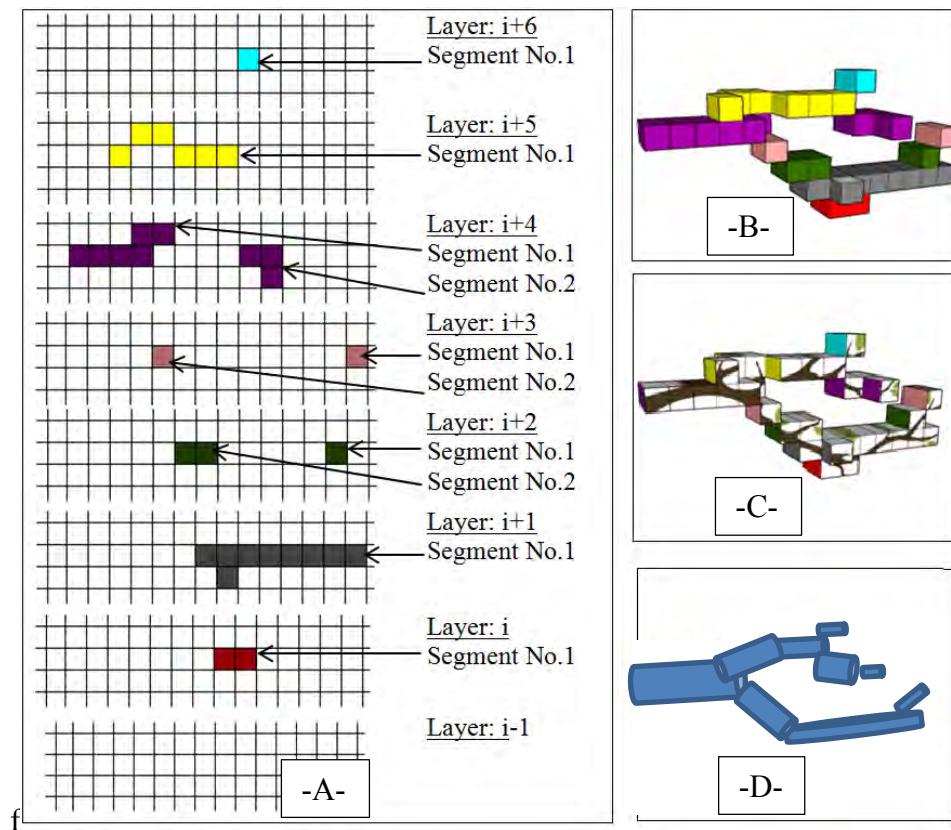 Layer: i+6
Segment No.1
Layer: i+5
Segment No.1
Layer: i+4
Segment No.1
Segment No.2
Layer: i+3
Segment No.1
Segment No.2
Layer: i+2
Segment No.1
Segment No.2
Layer: i+1
Segment No.1
Layer: i
Segment No.1
Layer: i-1
-A-
f
-B-
-C-
-D-